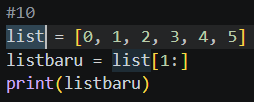 #10
list = [0, 1, 2, 3, 4, 5]
listbaru = list[1:]
print(listbaru)